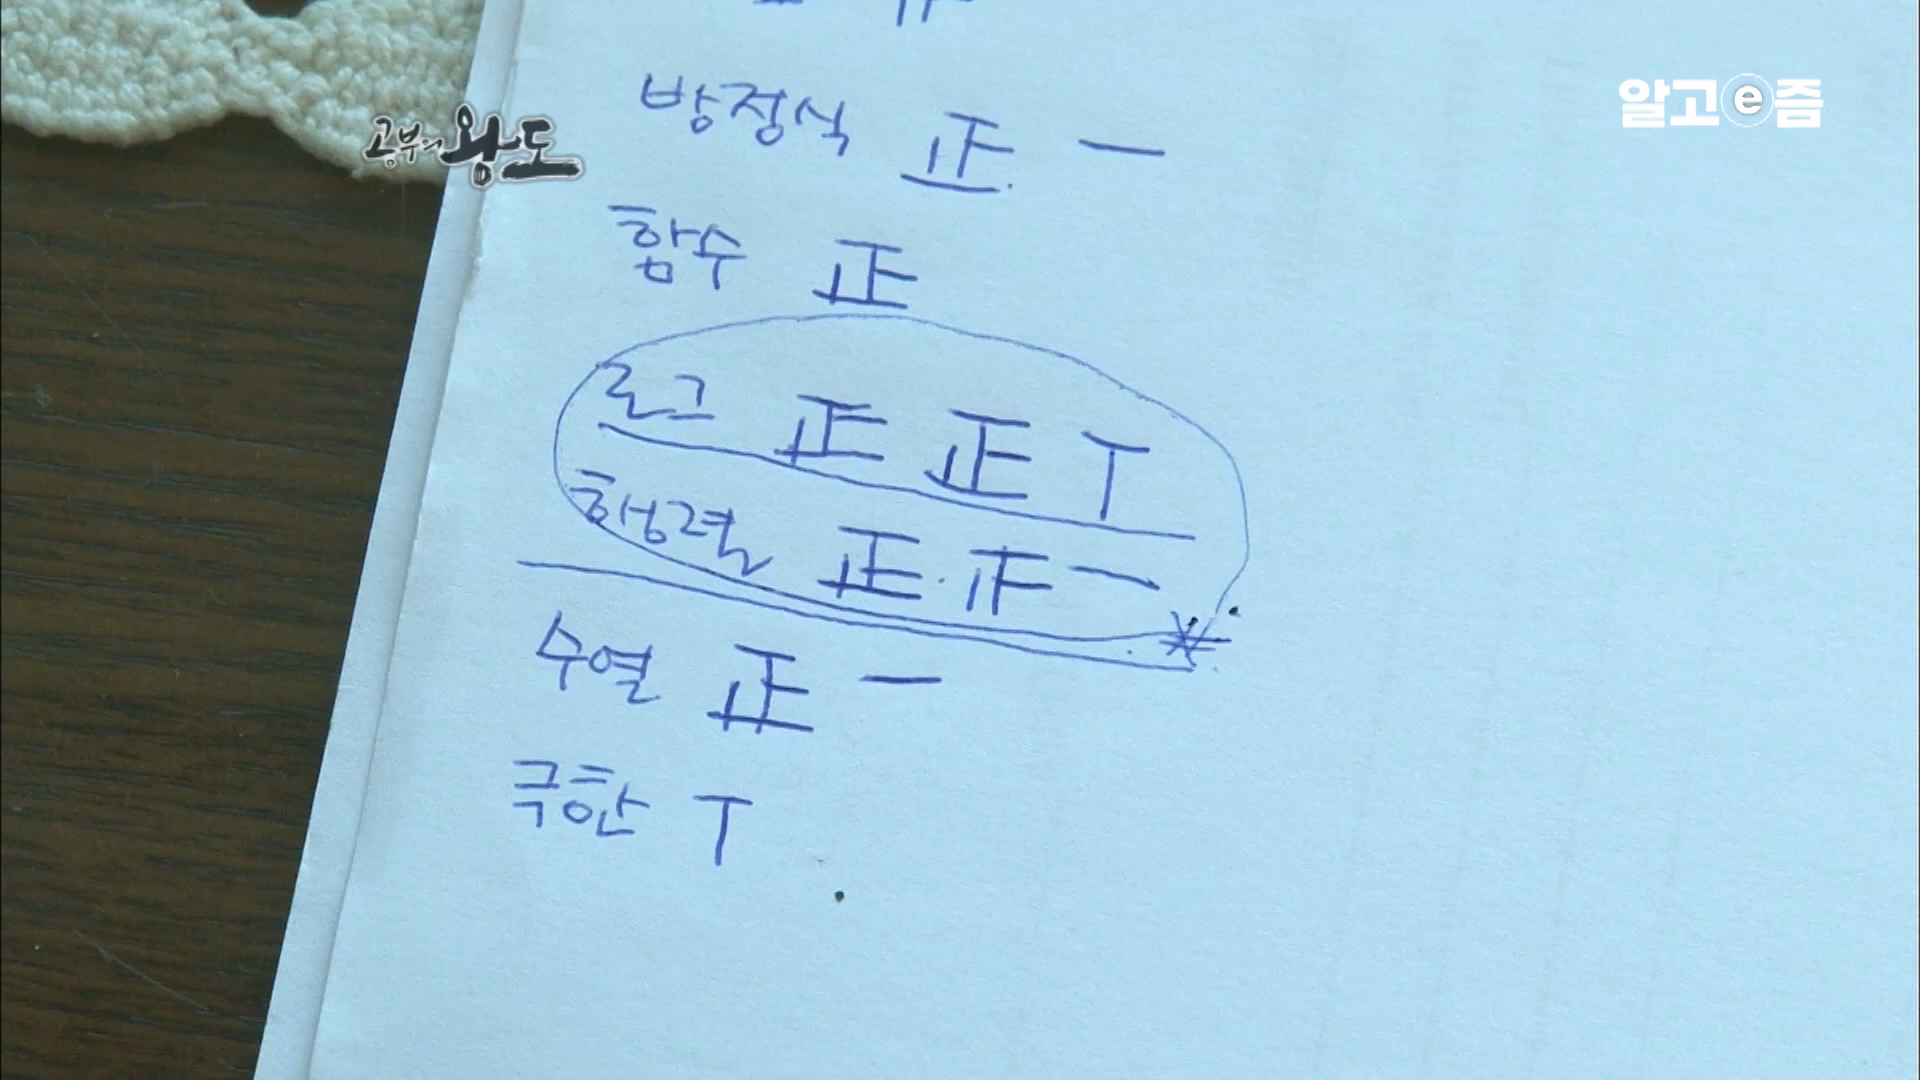 알고e즘
공부의 왕도
방정식 正 一
함수 正
로그 正 正 丅
행렬 正 𠄞 一
수열 正 一
극한 丅